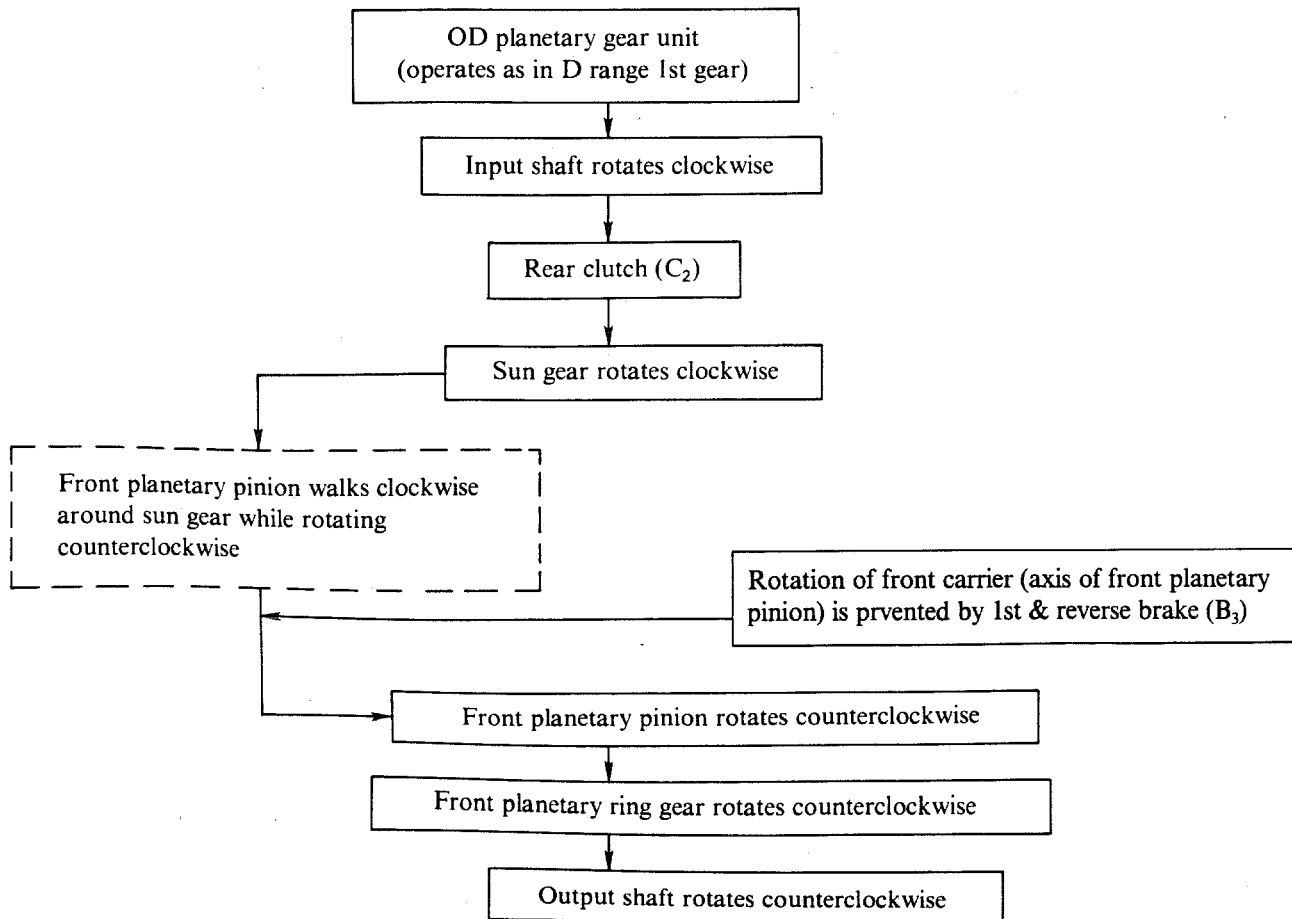 OD planetary gear unit
(operates as in D range 1st gear)
Input shaft rotates clockwise
Rear clutch (C₂)
Sun gear rotates clockwise
Front planetary pinion walks clockwise
around sun gear while rotating
counterclockwise
Rotation of front carrier (axis of front planetary
pinion) is prvented by 1st & reverse brake (B₃)
Front planetary pinion rotates counterclockwise
Front planetary ring gear rotates counterclockwise
Output shaft rotates counterclockwise